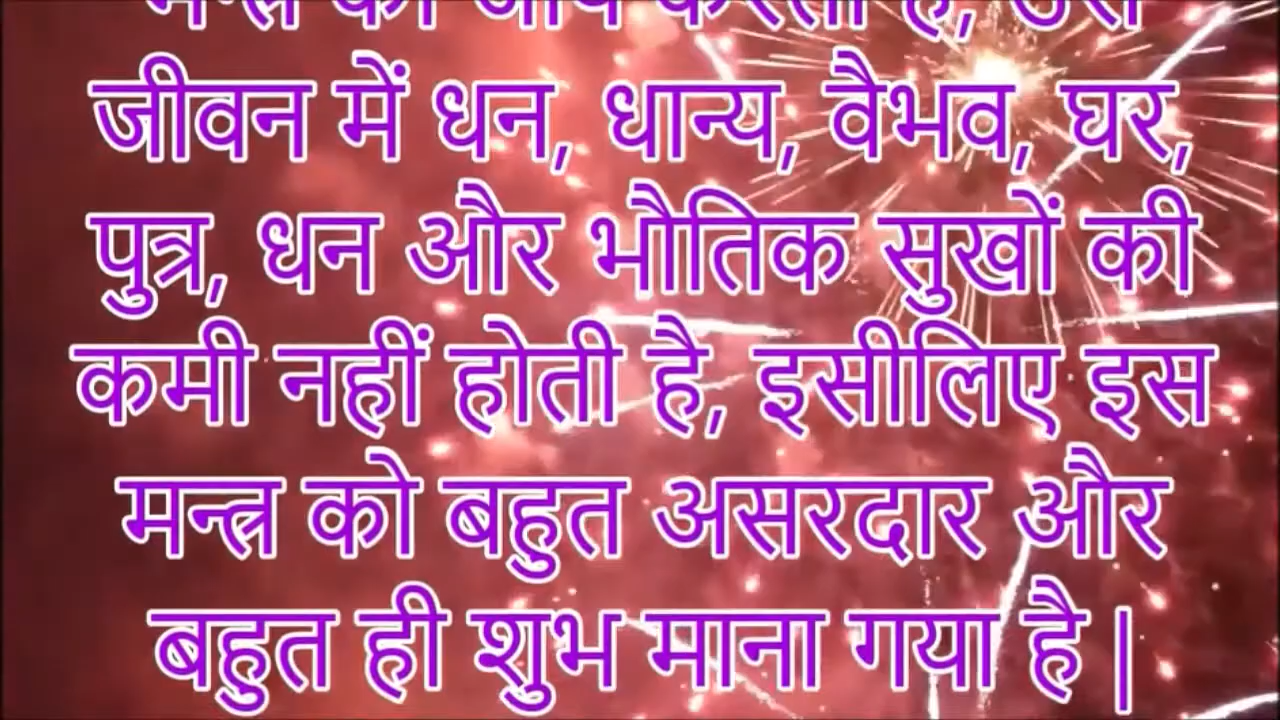 जीवन में धन, धान्य, वैभव, घर,
पुत्र, धन और भौतिक सुखों की
कमी नहीं होती है, इसीलिए इस
मन्त्र को बहुत असरदार और
बहुत ही शुभ माना गया है |